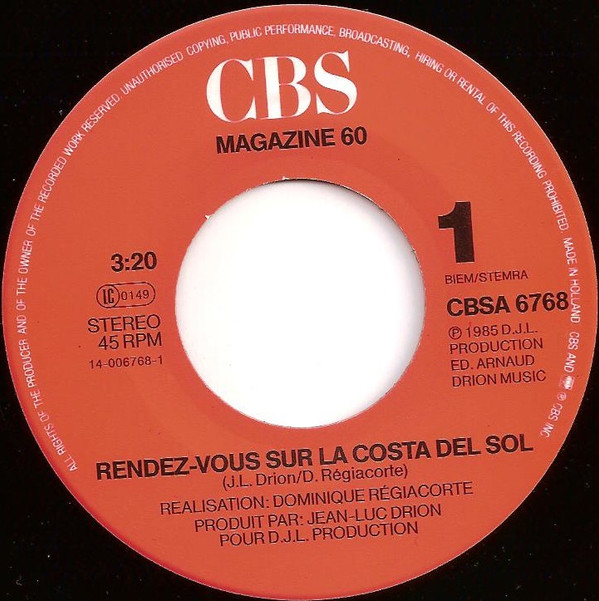 ALL RIGHTS OF THE PRODUCER AND OF THE OWNER OF THE RECORDED WORK RESERVED. UNAUTHORISED COPYING, PUBLIC PERFORMANCE, BROADCASTING, HIRING OR RENTAL OF THIS RECORDING PROHIBITED. MADE IN HOLLAND. CBS AND ® © CBS INC.
CBS
MAGAZINE 60
1
3:20
LC 0149
STEREO
45 RPM
14-006768-1
BIEM/STEMRA
CBSA 6768
℗ 1985 D.J.L.
PRODUCTION
ED. ARNAUD
DRION MUSIC
RENDEZ-VOUS SUR LA COSTA DEL SOL
(J.L. Drion/D. Régiacorte)
REALISATION: DOMINIQUE RÉGIACORTE
PRODUIT PAR: JEAN-LUC DRION
POUR D.J.L. PRODUCTION